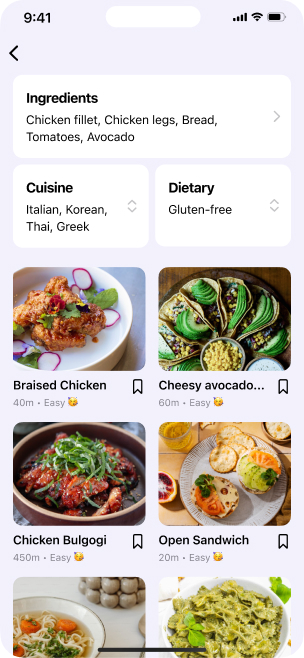 9:41
Ingredients
Chicken fillet, Chicken legs, Bread,
Tomatoes, Avocado
Cuisine
Italian, Korean,
Thai, Greek
Dietary
Gluten-free
Braised Chicken
40m • Easy 🥳
Cheesy avocado...
60m • Easy 🥳
Chicken Bulgogi
450m • Easy 🥳
Open Sandwich
20m • Easy 🥳